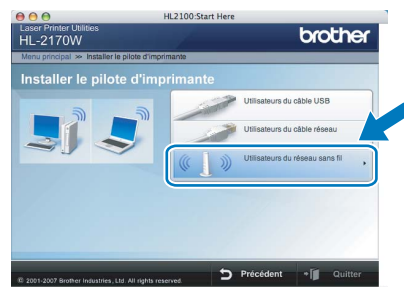 HL2100:Start Here
Laser Printer Utilities
HL-2170W
brother
Menu principal >> Installer le pilote d'imprimante
Installer le pilote d'imprimante
Utilisateurs du câble USB
Utilisateurs du câble réseau
Utilisateurs du réseau sans fil
© 2001-2007 Brother Industries, Ltd. All rights reserved.
Précédent
Quitter